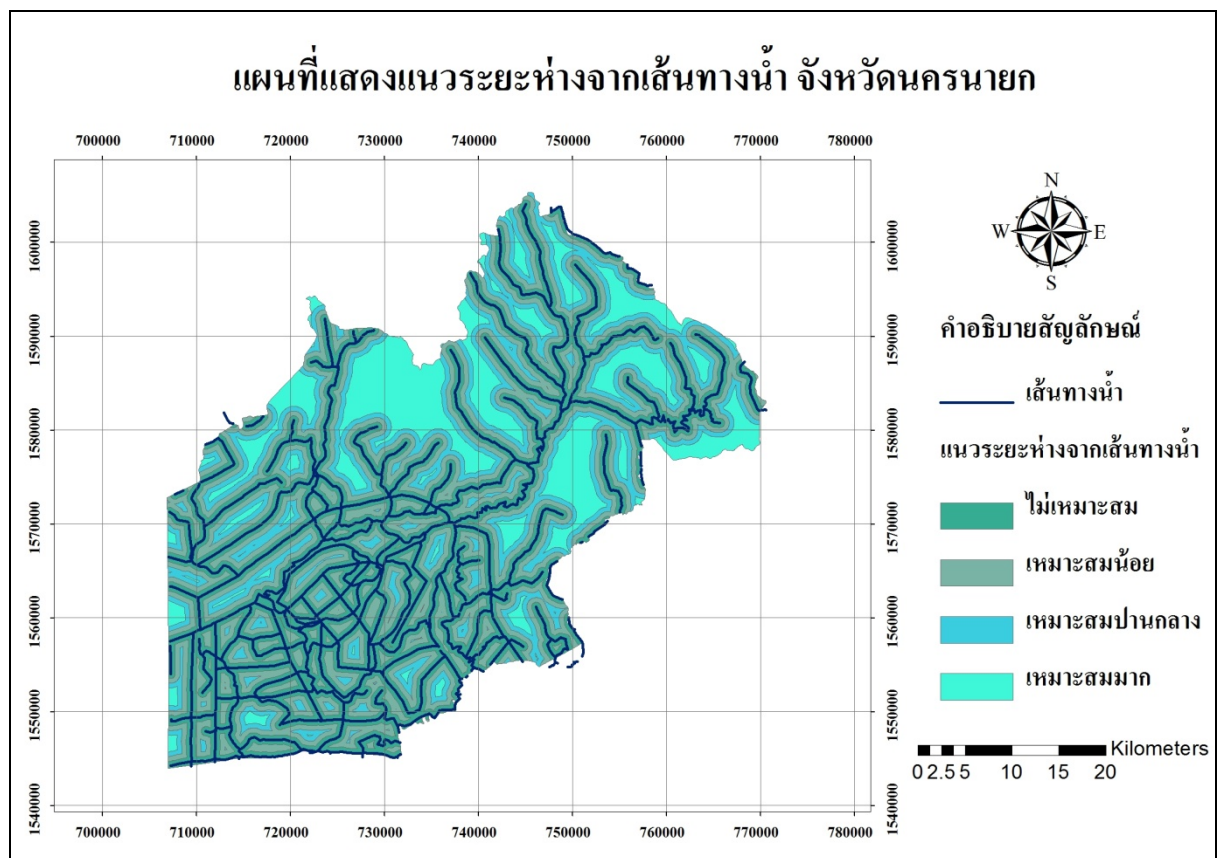 แผนที่แสดงแนวระยะห่างจากเส้นทางน้ำ จังหวัดนครนายก
700000 710000 720000 730000 740000 750000 760000 770000 780000
1600000 1600000
1590000 1590000
1580000 1580000
1570000 1570000
1560000 1560000
1550000 1550000
1540000 1540000
700000 710000 720000 730000 740000 750000 760000 770000 780000
N
W E
S
คำอธิบายสัญลักษณ์
เส้นทางน้ำ
แนวระยะห่างจากเส้นทางน้ำ
ไม่เหมาะสม
เหมาะสมน้อย
เหมาะสมปานกลาง
เหมาะสมมาก
Kilometers
0 2.5 5 10 15 20